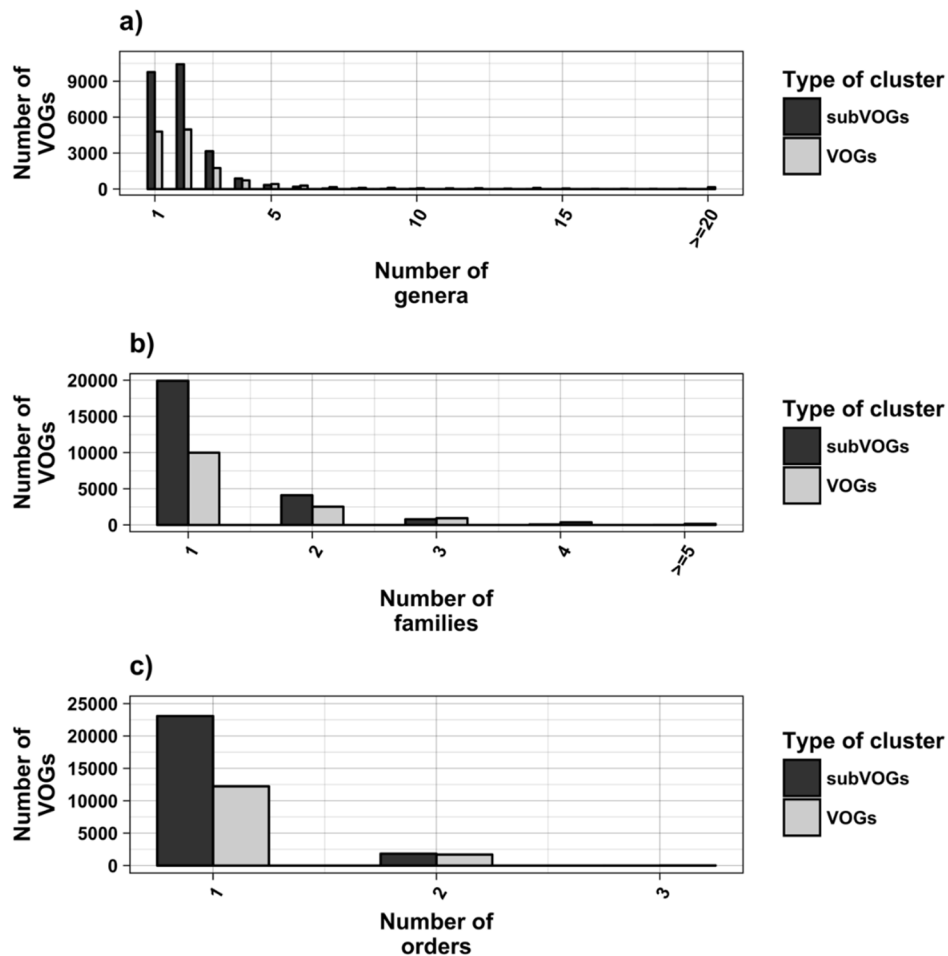 a)
Number of
VOGs
9000
6000
3000
0
1
5
10
15
>=20
Number of
genera
Type of cluster
subVOGs
VOGs
b)
Number of
VOGs
20000
15000
10000
5000
0
1
2
3
4
>=5
Number of
families
Type of cluster
subVOGs
VOGs
c)
Number of
VOGs
25000
20000
15000
10000
5000
0
1
2
3
Number of
orders
Type of cluster
subVOGs
VOGs